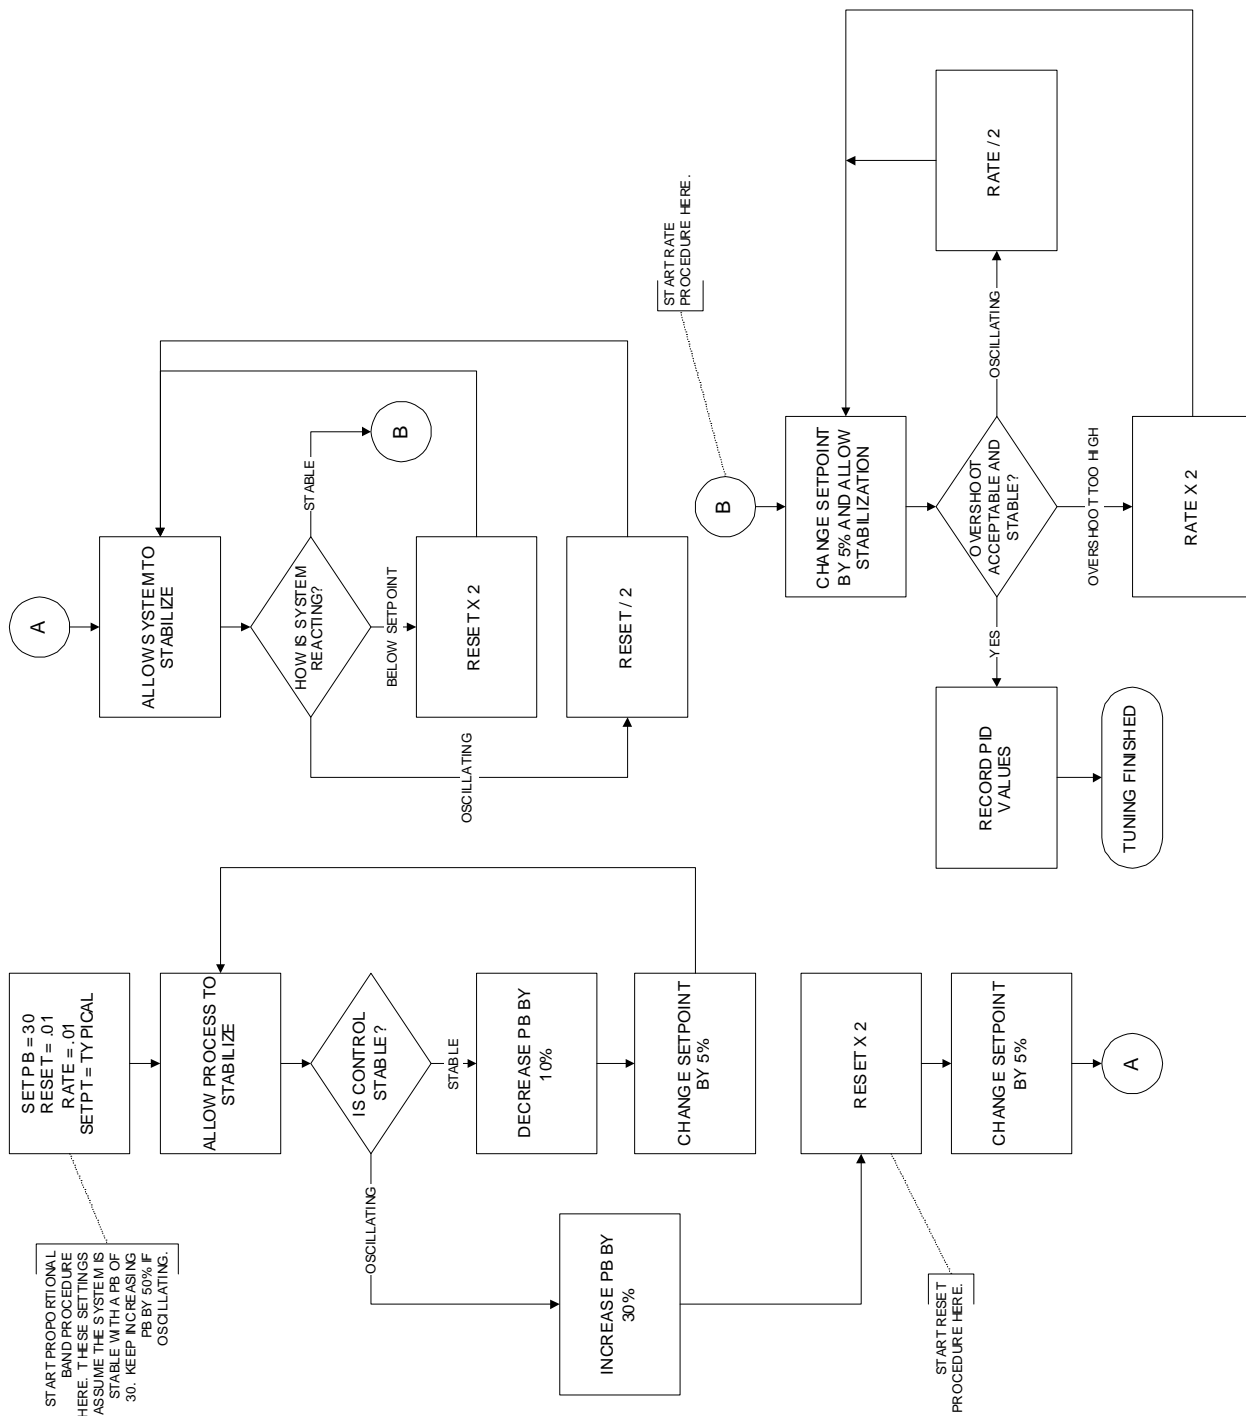 START PROPORTIONAL
BAND PROCEDURE
HERE. THESE SETTINGS
ASSUME THE SYSTEM IS
STABLE WITH A PB OF
30. KEEP INCREASING
PB BY 50% IF
OSCILLATING.
SET PB = 30
RESET = .01
RATE = .01
SETPT = TYPICAL
ALLOW PROCESS TO
STABILIZE
IS CONTROL
STABLE?
OSCILLATING
STABLE
DECREASE PB BY
10%
CHANGE SETPOINT
BY 5%
INCREASE PB BY
30%
START RESET
PROCEDURE HERE.
RESET X 2
CHANGE SETPOINT
BY 5%
A
A
ALLOW SYSTEM TO
STABILIZE
HOW IS SYSTEM
REACTING?
STABLE
B
BELOW SETPOINT
OSCILLATING
RESET X 2
RESET / 2
START RATE
PROCEDURE HERE.
B
CHANGE SETPOINT
BY 5% AND ALLOW
STABILIZATION
OVERSHOOT
ACCEPTABLE AND
STABLE?
OSCILLATING
RATE / 2
OVERSHOOT TOO HIGH
RATE X 2
YES
RECORD PID
VALUES
TUNING FINISHED